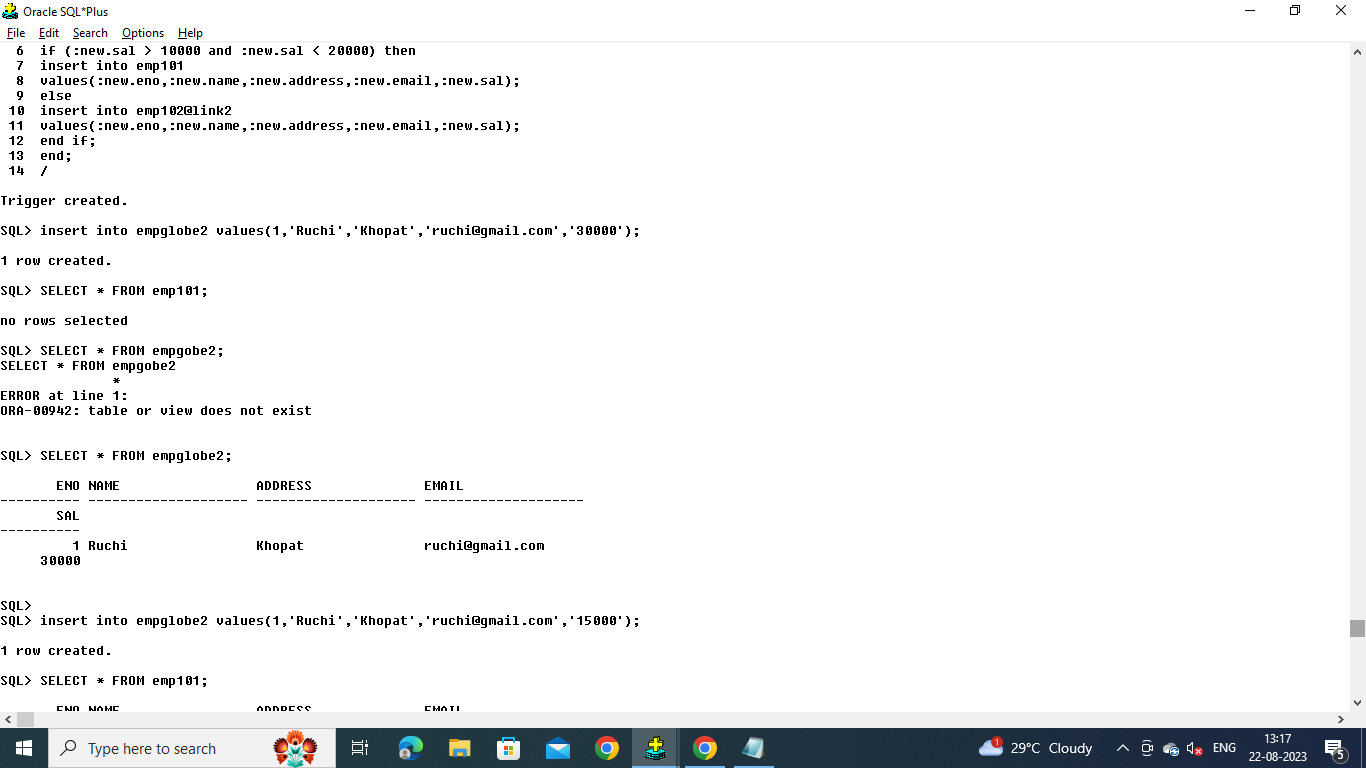 Oracle SQL*Plus
File Edit Search Options Help
6 if (:new.sal > 10000 and :new.sal < 20000) then
7 insert into emp101
8 values(:new.eno,:new.name,:new.address,:new.email,:new.sal);
9 else
10 insert into emp102@link2
11 values(:new.eno,:new.name,:new.address,:new.email,:new.sal);
12 end if;
13 end;
14 /
Trigger created.
SQL> insert into empglobe2 values(1,'Ruchi','Khopat','ruchi@gmail.com','30000');
1 row created.
SQL> SELECT * FROM emp101;
no rows selected
SQL> SELECT * FROM empgobe2;
SELECT * FROM empgobe2
*
ERROR at line 1:
ORA-00942: table or view does not exist
SQL> SELECT * FROM empglobe2;
ENO NAME ADDRESS EMAIL
---------- -------------------- -------------------- --------------------
SAL
----------
1 Ruchi Khopat ruchi@gmail.com
30000
SQL>
SQL> insert into empglobe2 values(1,'Ruchi','Khopat','ruchi@gmail.com','15000');
1 row created.
SQL> SELECT * FROM emp101;
ENO NAME ADDRESS EMAIL
Type here to search
29°C Cloudy
ENG
13:17
22-08-2023
5
1